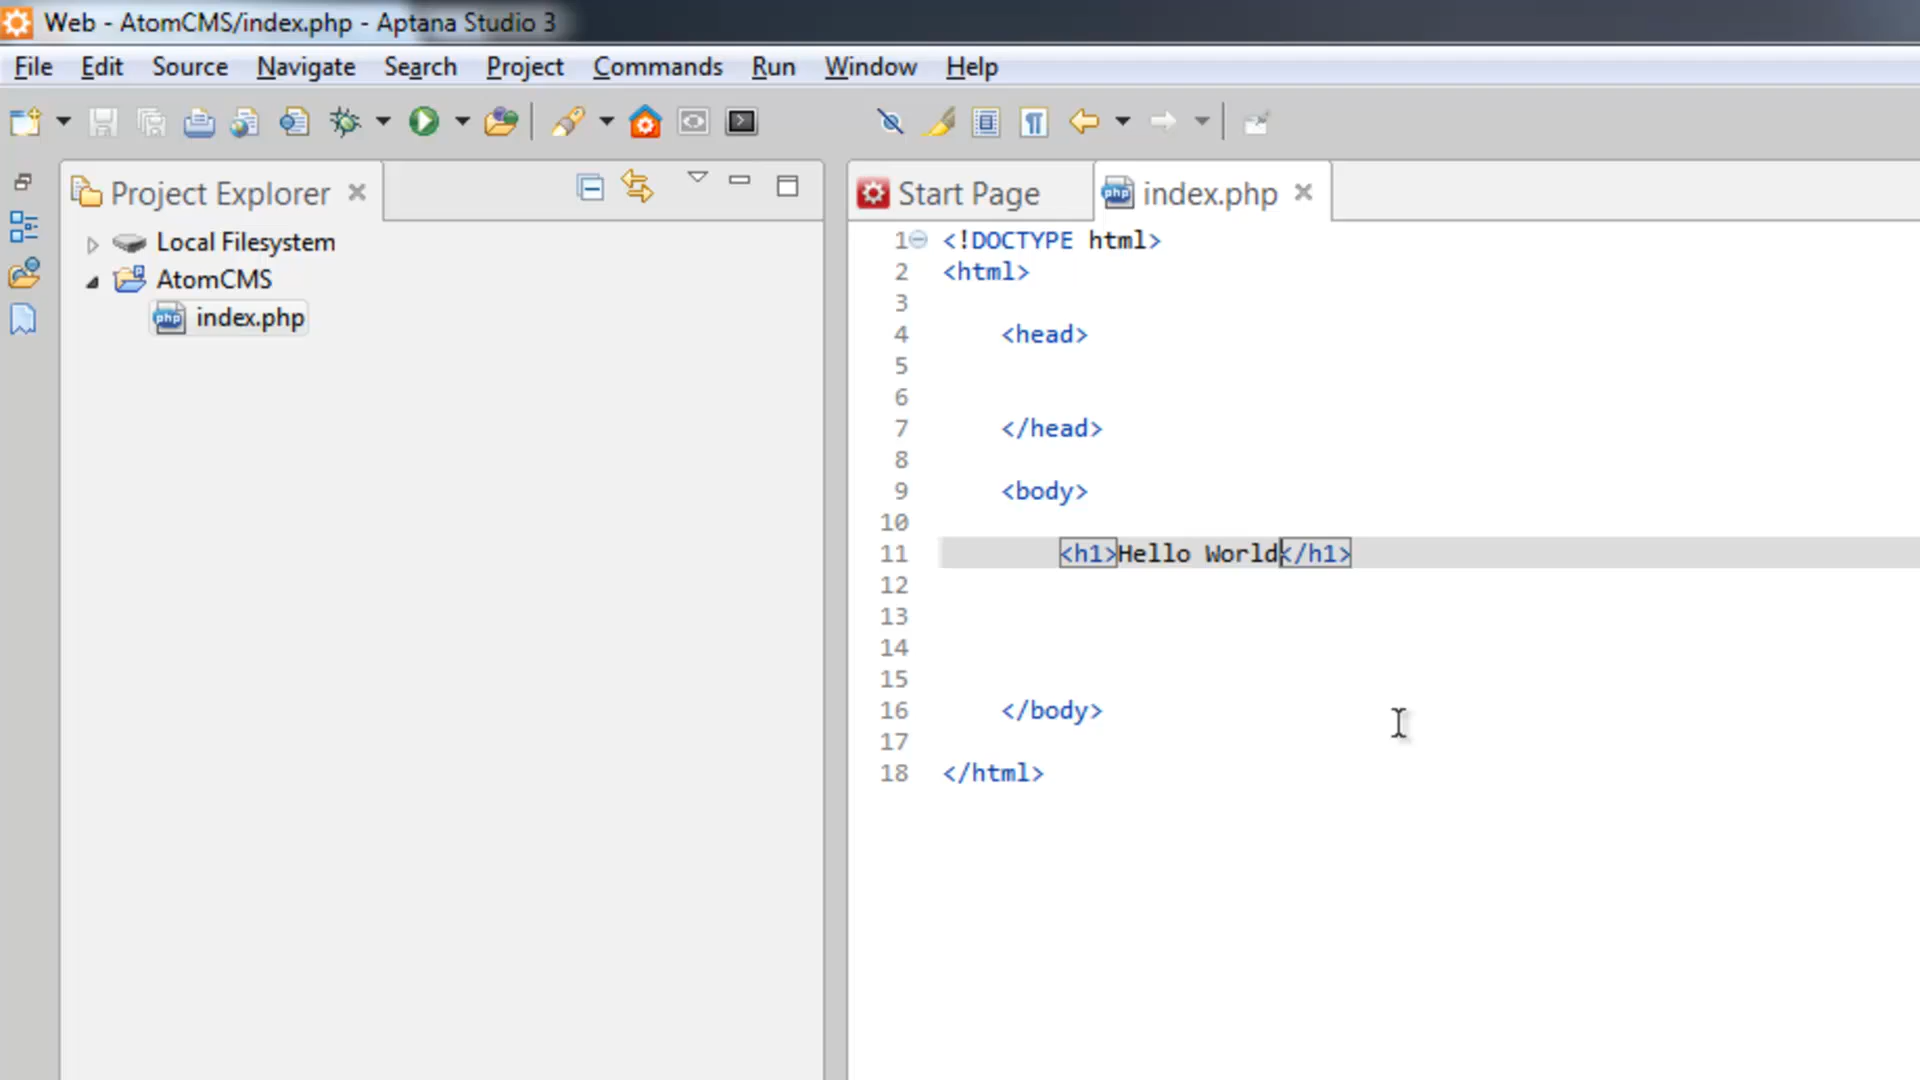 Web - AtomCMS/index.php - Aptana Studio 3
File Edit Source Navigate Search Project Commands Run Window Help
Project Explorer
Local Filesystem
AtomCMS
php index.php
Start Page php index.php
1 <!DOCTYPE html>
2 <html>
3
4 <head>
5
6
7 </head>
8
9 <body>
10
11 <h1>Hello World</h1>
12
13
14
15
16 </body>
17
18 </html>